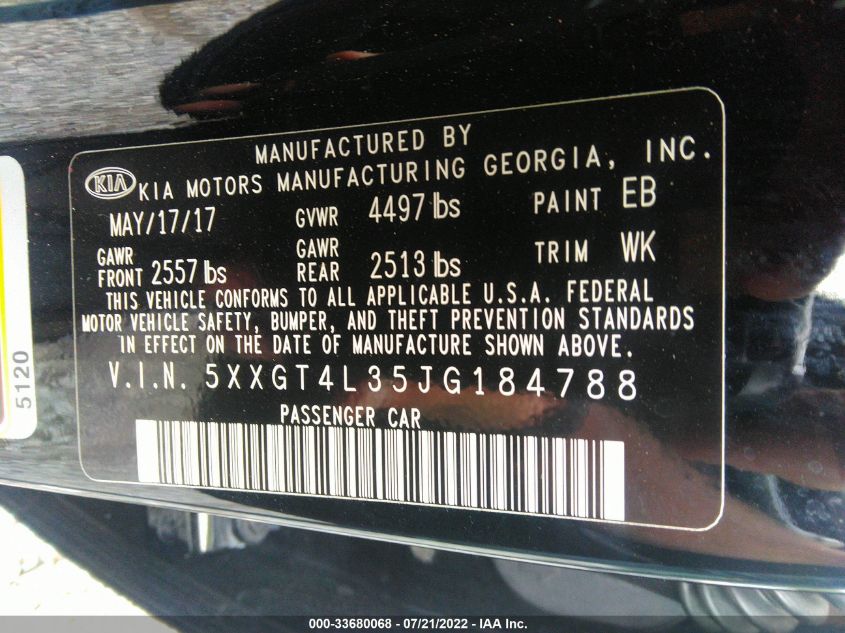 MANUFACTURED BY
KIA KIA MOTORS MANUFACTURING GEORGIA, INC.
MAY/17/17 GVWR 4497 lbs PAINT EB
GAWR FRONT 2557 lbs GAWR REAR 2513 lbs TRIM WK
THIS VEHICLE CONFORMS TO ALL APPLICABLE U.S.A. FEDERAL
MOTOR VEHICLE SAFETY, BUMPER, AND THEFT PREVENTION STANDARDS
IN EFFECT ON THE DATE OF MANUFACTURE SHOWN ABOVE.
V.I.N. 5XXGT4L35JG184788
PASSENGER CAR
5120
000-33680068 - 07/21/2022 - IAA Inc.